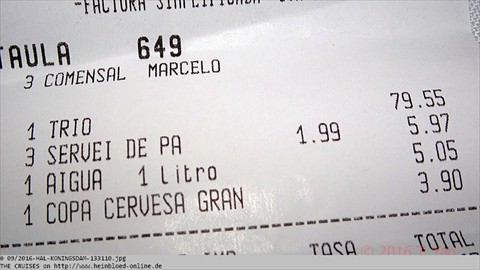 -FACTURA SIMPLIFICADA
TAULA 649
3 COMENSAL MARCELO
1 TRIO 79.55
3 SERVEI DE PA 1.99 5.97
1 AIGUA 1 Litro 5.05
1 COPA CERVESA GRAN 3.90
TASA TOTAL
© 2016
© 09/2016-HAL-KONINGSDAM-133110.jpg
THE CRUISES on http://www.heinbloed-online.de